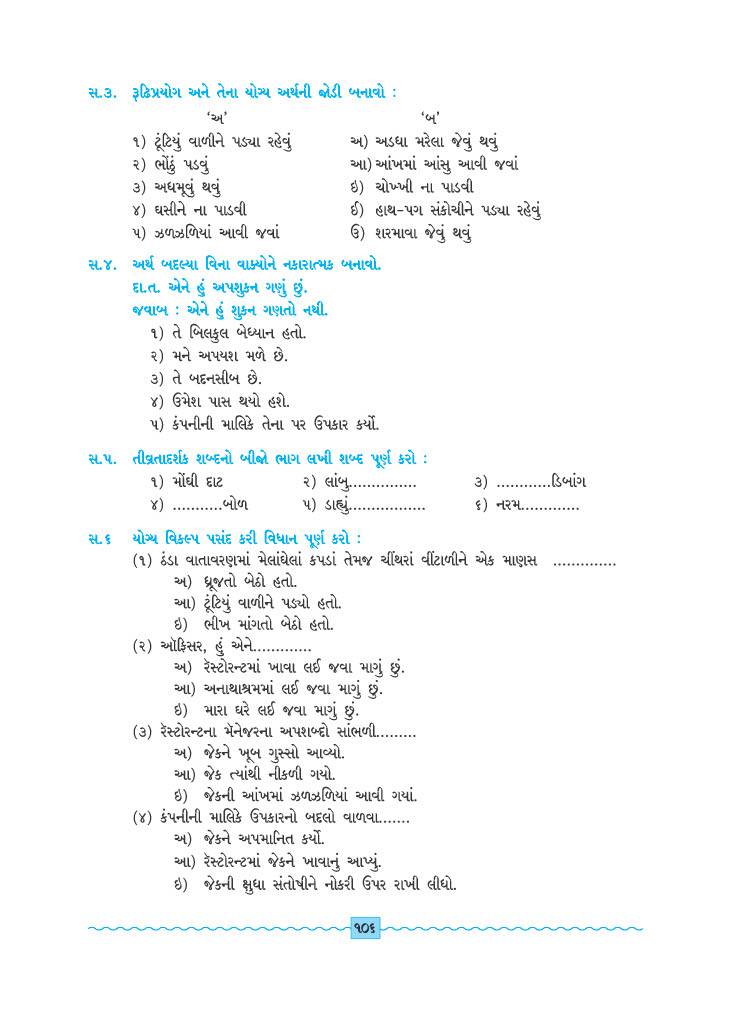 સ.૩. રૂઢિપ્રયોગ અને તેના યોગ્ય અર્થની જોડી બનાવો :
‘અ’ ‘બ’
૧) ટૂંટિયું વાળીને પડ્યા રહેવું અ) અડધા મરેલા જેવું થવું
૨) ભોંઠું પડવું આ) આંખમાં આંસુ આવી જવાં
૩) અધમૂવું થવું ઇ) ચોખ્ખી ના પાડવી
૪) ઘસીને ના પાડવી ઈ) હાથ-પગ સંકોચીને પડ્યા રહેવું
૫) ઝળઝળિયાં આવી જવાં ઉ) શરમાવા જેવું થવું
સ.૪. અર્થ બદલ્યા વિના વાક્યોને નકારાત્મક બનાવો.
દા.ત. એને હું અપશુકન ગણું છું.
જવાબ : એને હું શુકન ગણતો નથી.
૧) તે બિલકુલ બેધ્યાન હતો.
૨) મને અપયશ મળે છે.
૩) તે બદનસીબ છે.
૪) ઉમેશ પાસ થયો હશે.
૫) કંપનીની માલિકે તેના પર ઉપકાર કર્યો.
સ.૫. તીવ્રતાદર્શક શબ્દનો બીજો ભાગ લખી શબ્દ પૂર્ણ કરો :
૧) મોંઘી દાટ ૨) લાંબુ............... ૩) ............ડિબાંગ
૪) ...........બોળ ૫) ડાહ્યું................. ૬) નરમ.............
સ.૬ યોગ્ય વિકલ્પ પસંદ કરી વિધાન પૂર્ણ કરો :
(૧) ઠંડા વાતાવરણમાં મેલાંઘેલાં કપડાં તેમજ ચીંથરાં વીંટાળીને એક માણસ ..............
અ) ધ્રૂજતો બેઠો હતો.
આ) ટૂંટિયું વાળીને પડ્યો હતો.
ઇ) ભીખ માંગતો બેઠો હતો.
(૨) ઑફિસર, હું એને.............
અ) રૅસ્ટોરન્ટમાં ખાવા લઈ જવા માગું છું.
આ) અનાથાશ્રમમાં લઈ જવા માગું છું.
ઇ) મારા ઘરે લઈ જવા માગું છું.
(૩) રૅસ્ટોરન્ટના મૅનેજરના અપશબ્દો સાંભળી.........
અ) જેકને ખૂબ ગુસ્સો આવ્યો.
આ) જેક ત્યાંથી નીકળી ગયો.
ઇ) જેકની આંખમાં ઝળઝળિયાં આવી ગયાં.
(૪) કંપનીની માલિકે ઉપકારનો બદલો વાળવા.......
અ) જેકને અપમાનિત કર્યો.
આ) રૅસ્ટોરન્ટમાં જેકને ખાવાનું આપ્યું.
ઇ) જેકની ક્ષુધા સંતોષીને નોકરી ઉપર રાખી લીધો.
૧૦૬